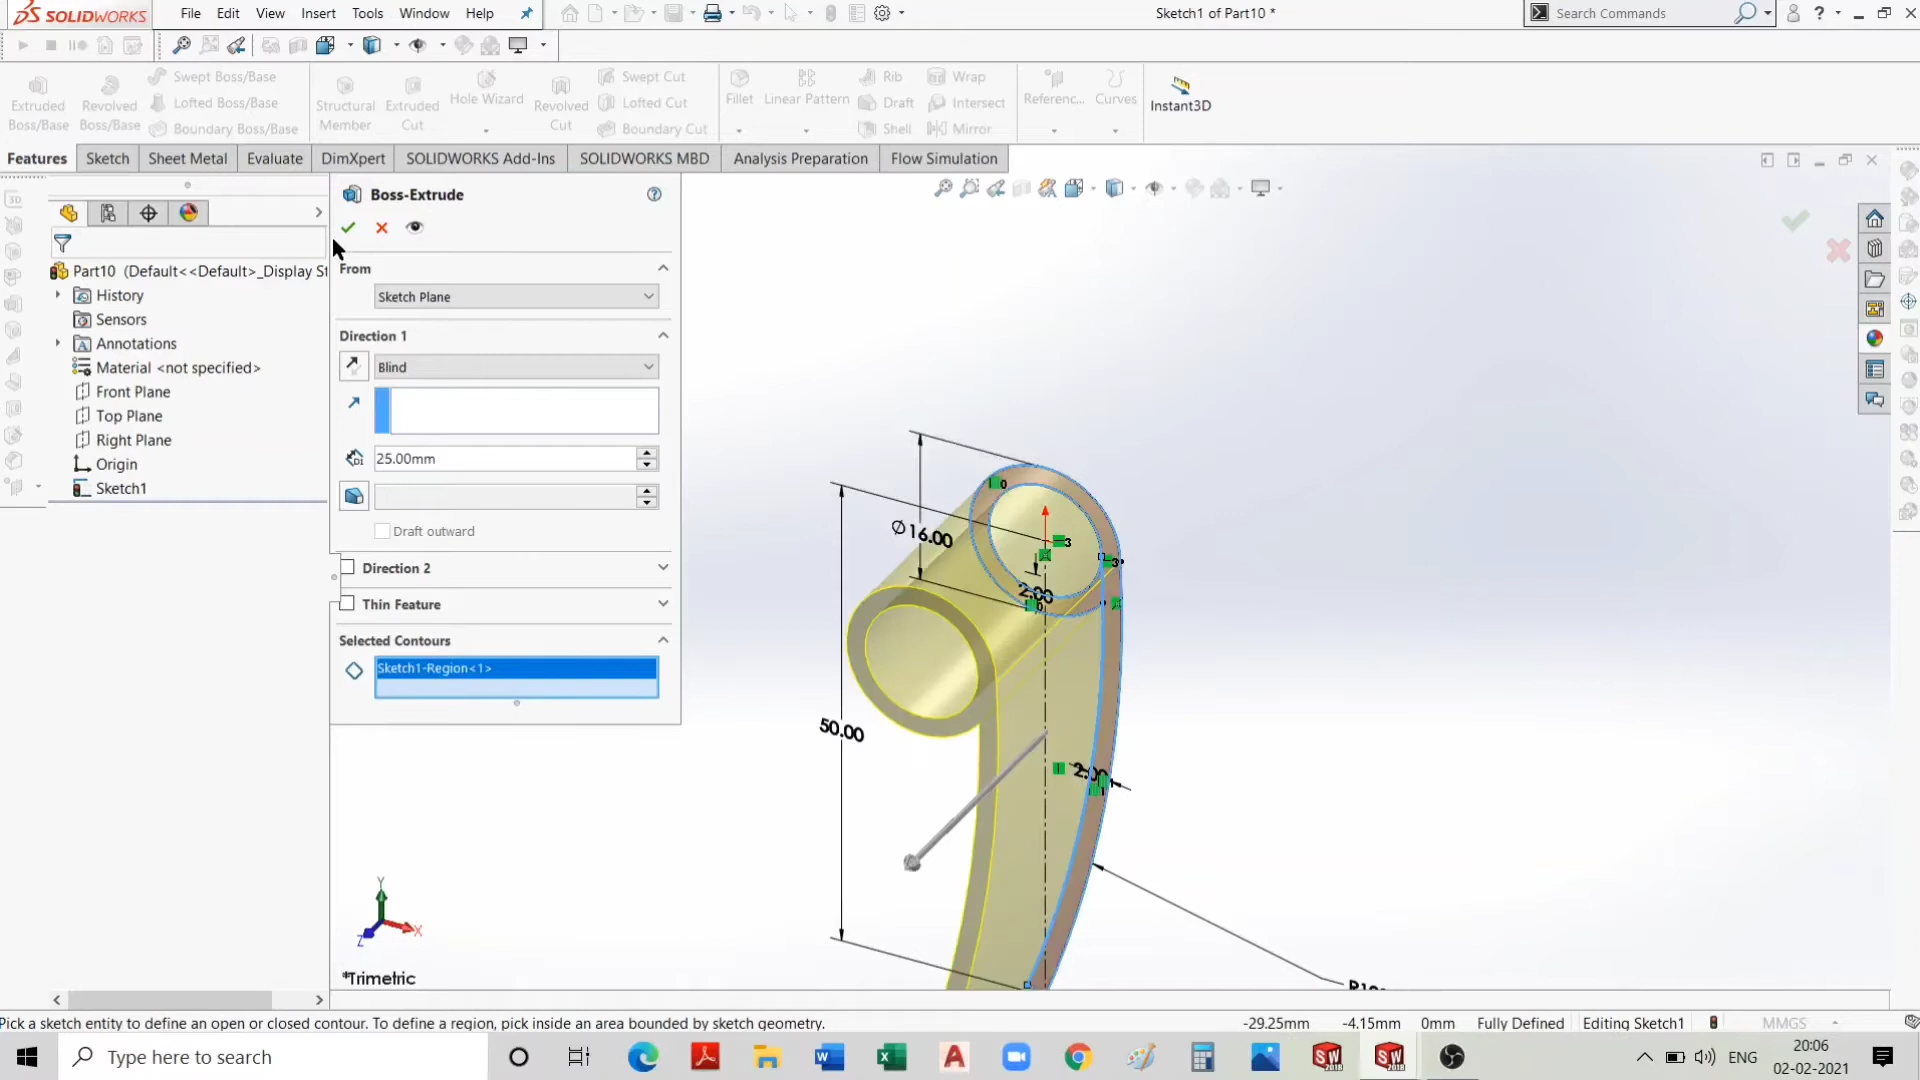 SOLIDWORKS File Edit View Insert Tools Window Help Sketch1 of Part10 * Search Commands
Extruded Boss/Base
Revolved Boss/Base
Swept Boss/Base
Lofted Boss/Base
Boundary Boss/Base
Structural Member
Extruded Cut
Hole Wizard
Revolved Cut
Swept Cut
Lofted Cut
Boundary Cut
Fillet
Linear Pattern
Rib
Draft
Shell
Wrap
Intersect
Mirror
Referenc...
Curves
Instant3D
Features Sketch Sheet Metal Evaluate DimXpert SOLIDWORKS Add-Ins SOLIDWORKS MBD Analysis Preparation Flow Simulation
Part10 (Default<<Default>_Display St
History
Sensors
Annotations
Material <not specified>
Front Plane
Top Plane
Right Plane
Origin
Sketch1
Boss-Extrude
From
Sketch Plane
Direction 1
Blind
25.00mm
Draft outward
Direction 2
Thin Feature
Selected Contours
Sketch1-Region<1>
Ø16.00
2.00
50.00
2.00
Y
X
Z
*Trimetric
Pick a sketch entity to define an open or closed contour. To define a region, pick inside an area bounded by sketch geometry.
-29.25mm -4.15mm 0mm Fully Defined Editing Sketch1 MMGS
Type here to search
ENG
20:06
02-02-2021